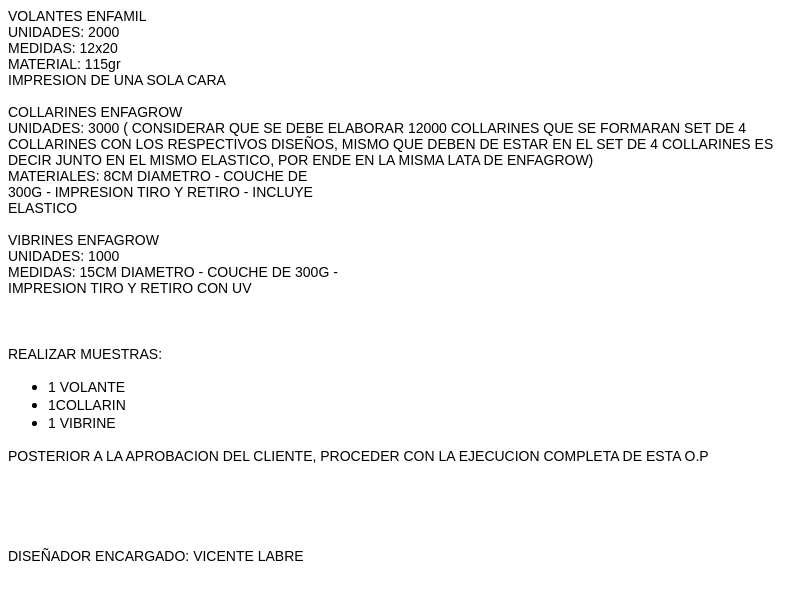 VOLANTES ENFAMIL
UNIDADES: 2000
MEDIDAS: 12x20
MATERIAL: 115gr
IMPRESION DE UNA SOLA CARA
COLLARINES ENFAGROW
UNIDADES: 3000 ( CONSIDERAR QUE SE DEBE ELABORAR 12000 COLLARINES QUE SE FORMARAN SET DE 4
COLLARINES CON LOS RESPECTIVOS DISEÑOS, MISMO QUE DEBEN DE ESTAR EN EL SET DE 4 COLLARINES ES
DECIR JUNTO EN EL MISMO ELASTICO, POR ENDE EN LA MISMA LATA DE ENFAGROW)
MATERIALES: 8CM DIAMETRO - COUCHE DE
300G - IMPRESION TIRO Y RETIRO - INCLUYE
ELASTICO
VIBRINES ENFAGROW
UNIDADES: 1000
MEDIDAS: 15CM DIAMETRO - COUCHE DE 300G -
IMPRESION TIRO Y RETIRO CON UV
REALIZAR MUESTRAS:
• 1 VOLANTE
• 1COLLARIN
• 1 VIBRINE
POSTERIOR A LA APROBACION DEL CLIENTE, PROCEDER CON LA EJECUCION COMPLETA DE ESTA O.P
DISEÑADOR ENCARGADO: VICENTE LABRE